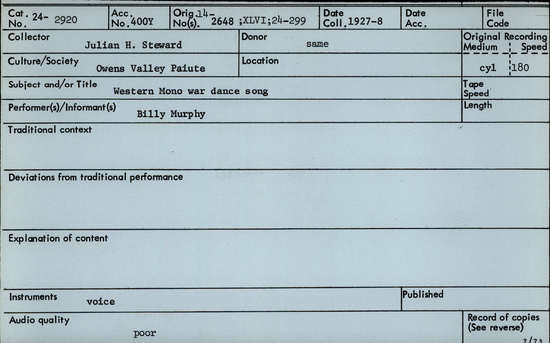 Cat. 24- 2920 Acc. No. 400Y Orig.14- No(s). 2648 ;XLVI;24-299 Date Coll.1927-8 Date Acc. File Code
No.
Collector Julian H. Steward Donor same Original Recording Medium Speed
Culture/Society Owens Valley Paiute Location cyl 180
Subject and/or Title Western Mono war dance song Tape Speed
Performer(s)/Informant(s) Billy Murphy Length
Traditional context
Deviations from traditional performance
Explanation of content
Instruments voice Published
Audio quality poor Record of copies
(See reverse)